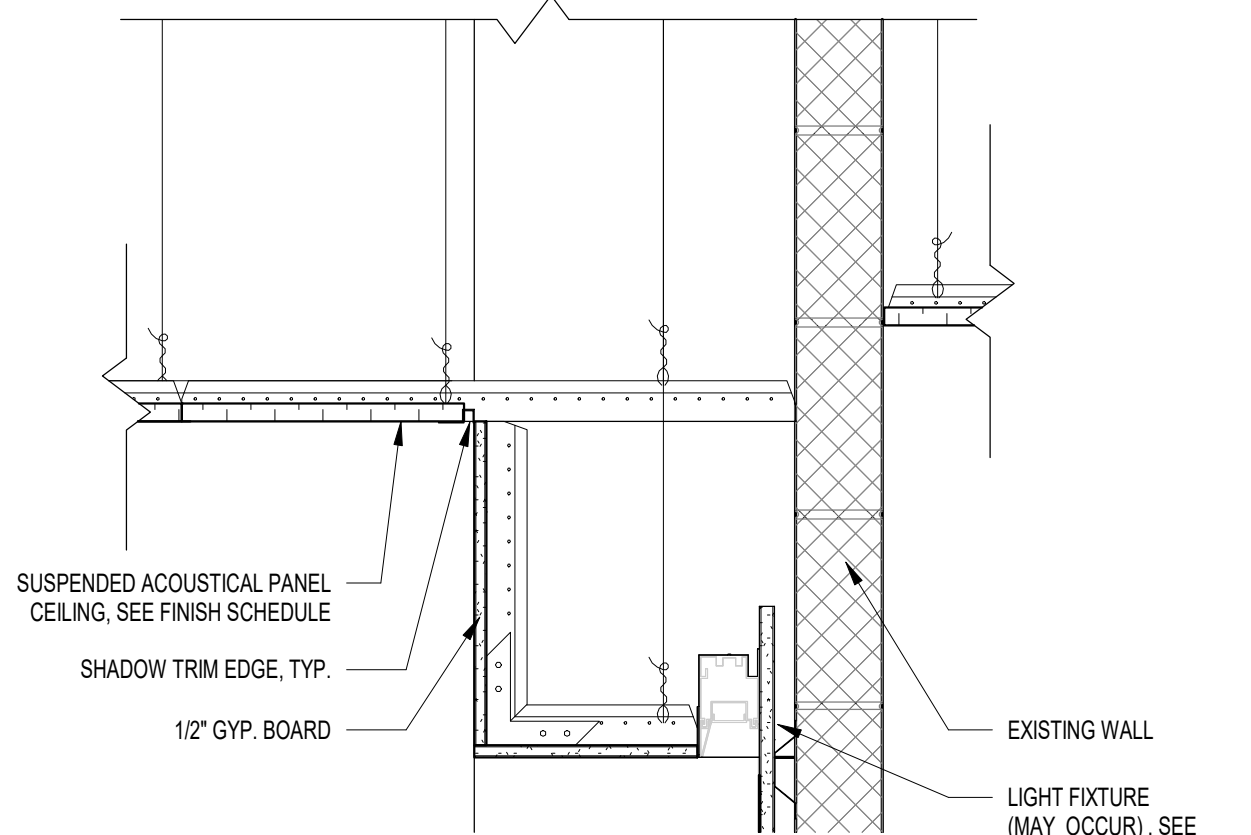 SUSPENDED ACOUSTICAL PANEL
CEILING, SEE FINISH SCHEDULE
SHADOW TRIM EDGE, TYP.
1/2" GYP. BOARD
EXISTING WALL
LIGHT FIXTURE
(MAY OCCUR) , SEE